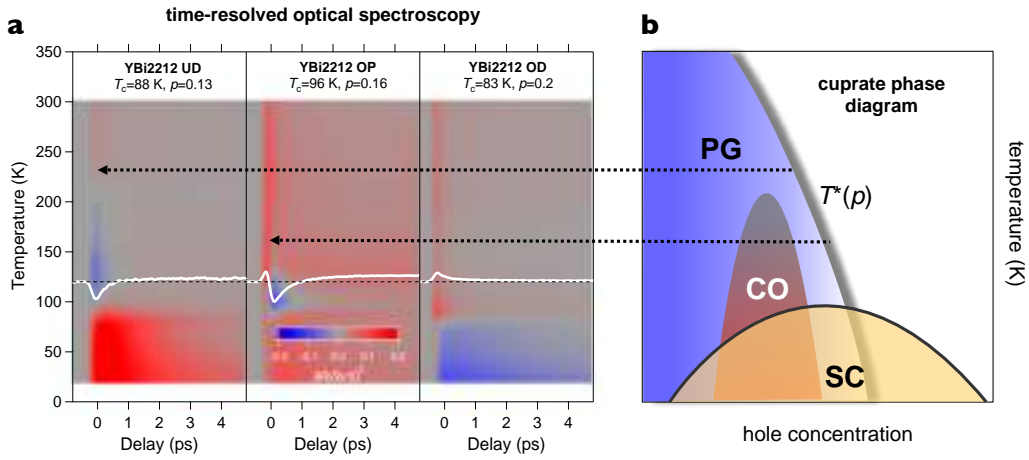 a
time-resolved optical spectroscopy
b
350
300
250
200
150
100
50
0
Temperature (K)
YBi2212 UD
Tc=88 K, p=0.13
YBi2212 OP
Tc=96 K, p=0.16
YBi2212 OD
Tc=83 K, p=0.2
0 1 2 3 4
0 1 2 3 4
0 1 2 3 4
Delay (ps)
Delay (ps)
Delay (ps)
cuprate phase
diagram
PG
T*(p)
CO
SC
temperature (K)
hole concentration